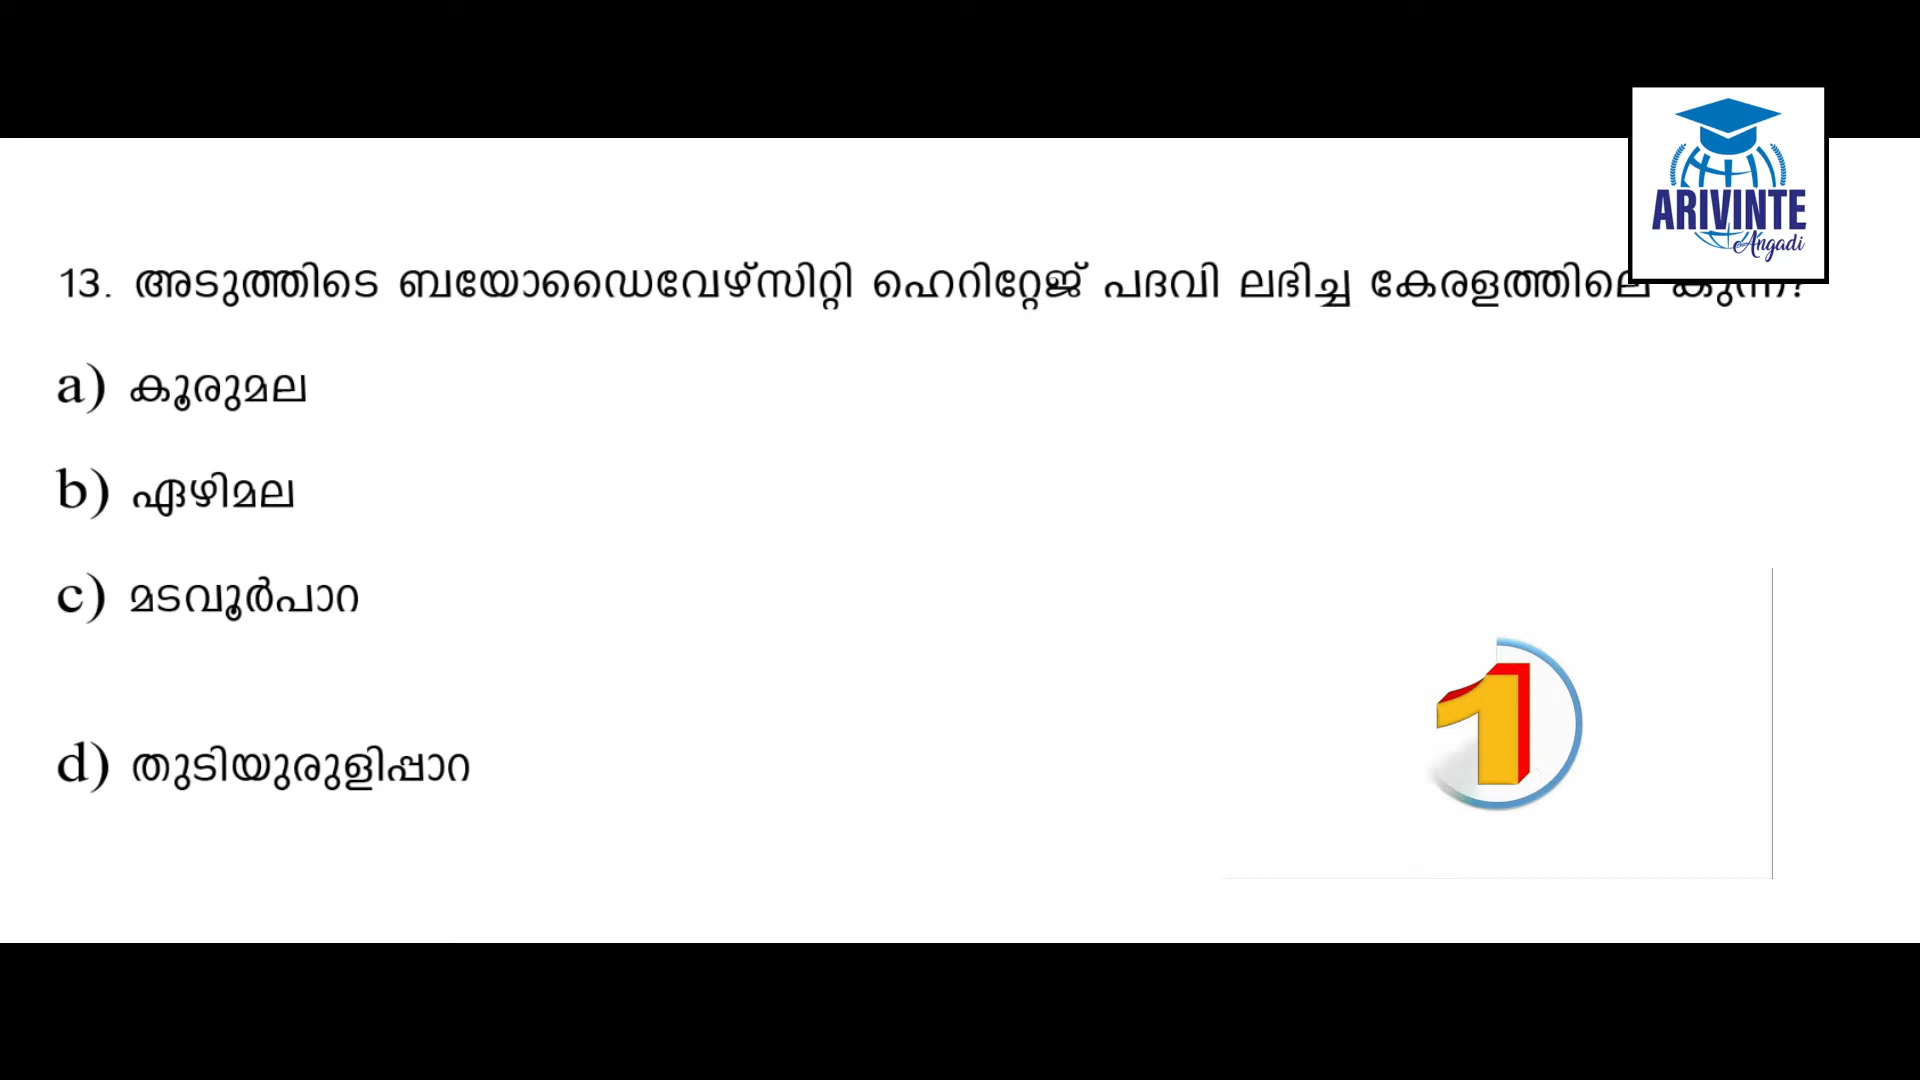 ARIVINTE
Angadi
13. അടുത്തിടെ ബയോഡൈവേഴ്സിറ്റി ഹെറിറ്റേജ് പദവി ലഭിച്ച കേരളത്തിലെ കുന്ന്?
a) കൂരുമല
b) ഏഴിമല
c) മടവൂർപാറ
d) തുടിയുരുളിപ്പാറ
1